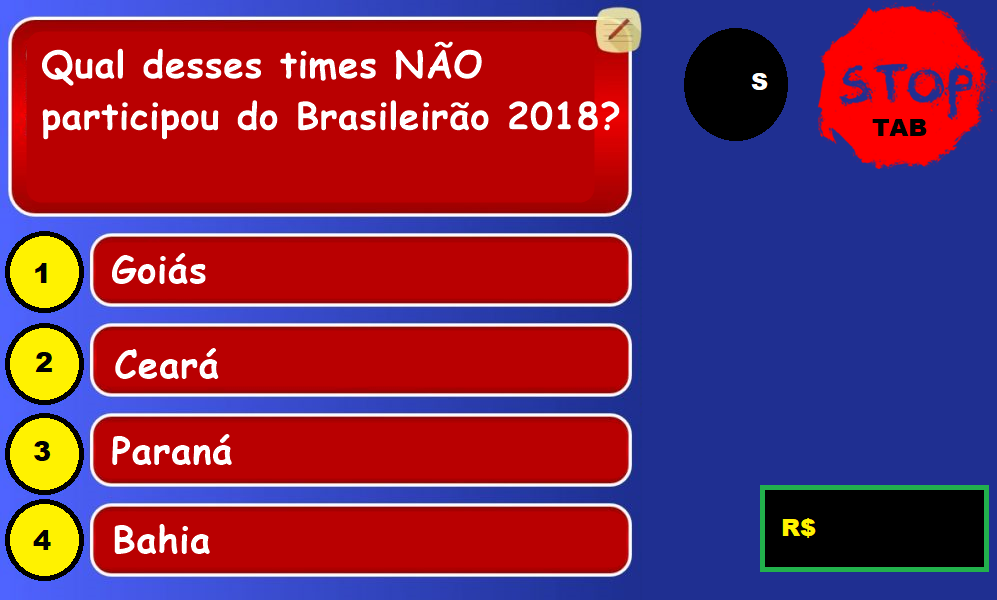 Qual desses times NÃO
participou do Brasileirão 2018?
S
STOP
TAB
1
Goiás
2
Ceará
3
Paraná
4
Bahia
R$